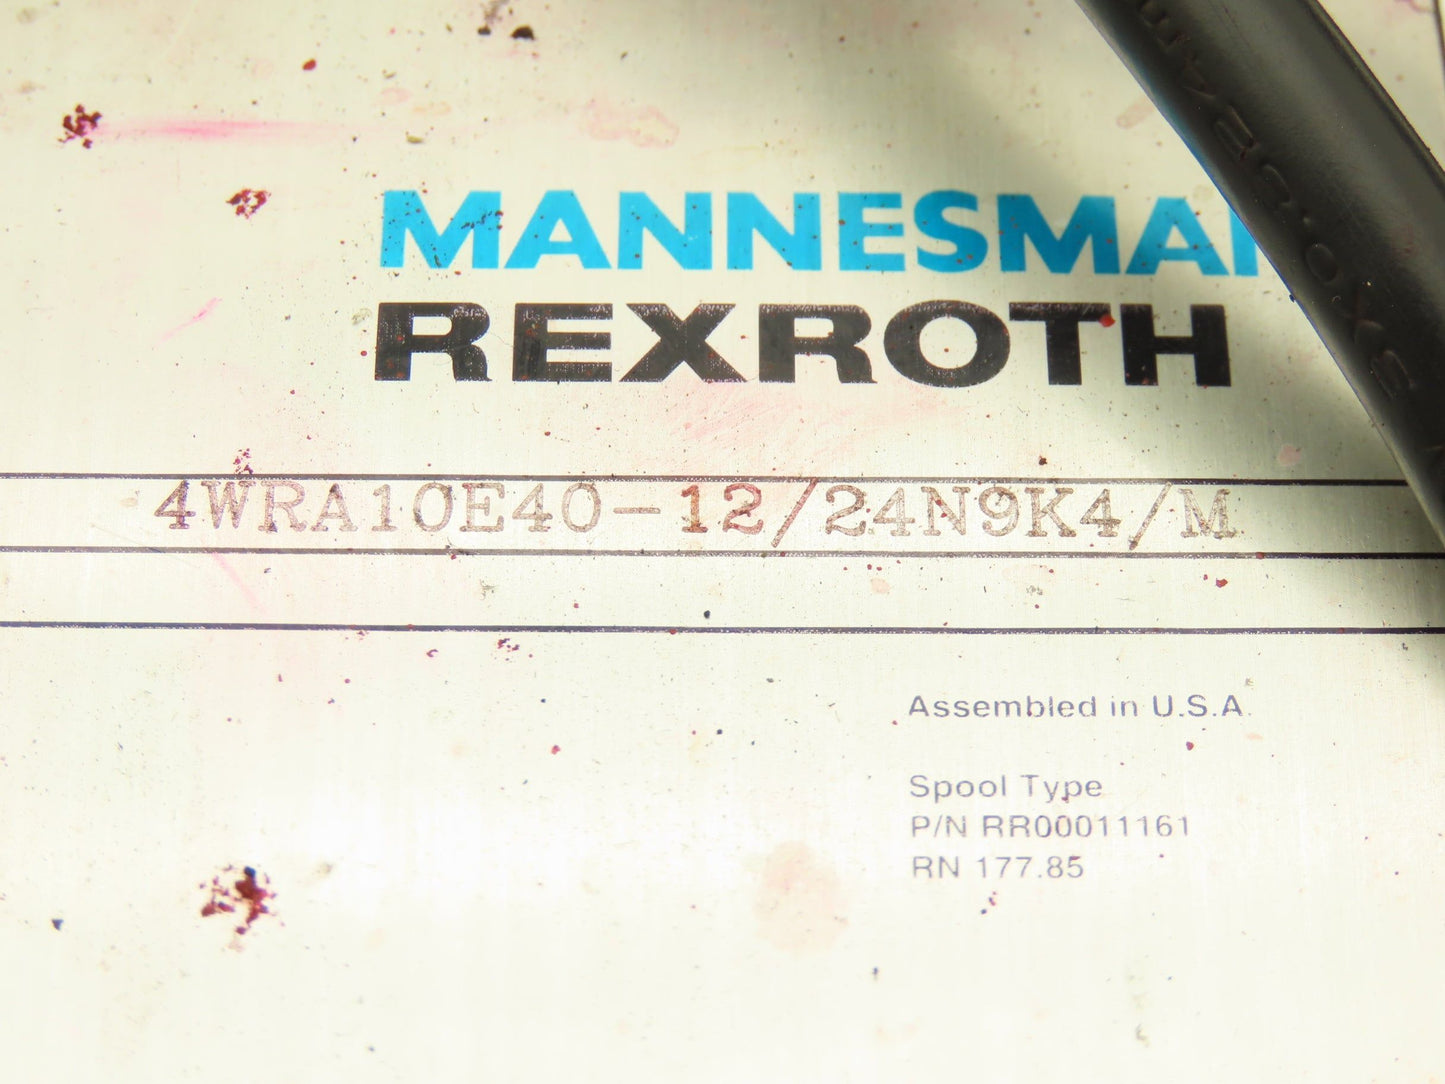 MANNESMAN
REXROTH
4WRA10E40-12/24N9K4/M
Assembled in U.S.A.
Spool Type
P/N RR00011161
RN 177.85